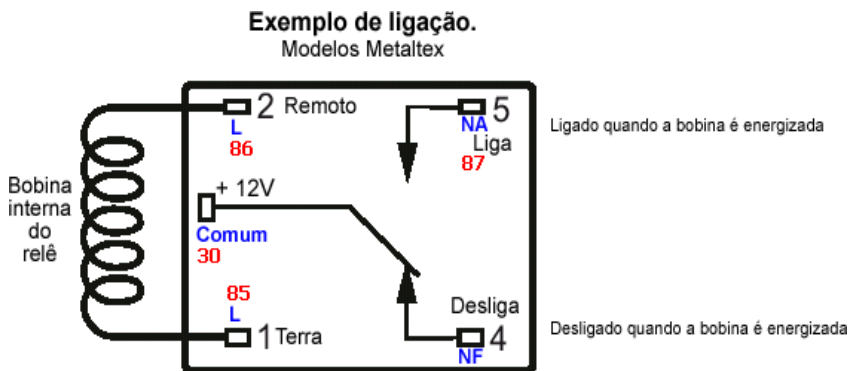 Exemplo de ligação.
Modelos Metaltex
2 Remoto
L
86
5
NA
Liga
87
Ligado quando a bobina é energizada
Bobina
interna
do
relê
+ 12V
Comum
30
85
L
1 Terra
Desliga
4
NF
Desligado quando a bobina é energizada